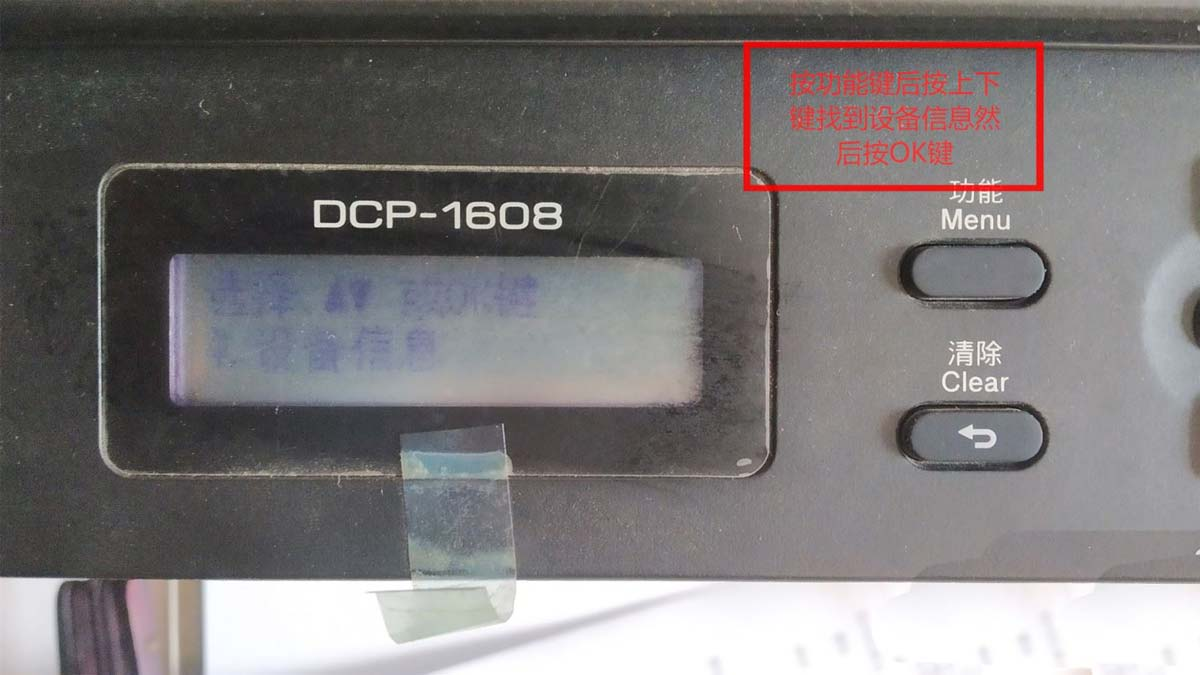 按功能键后按上下
键找到设备信息然
后按OK键
功能
Menu
DCP-1608
选择 ▲▼ 或OK键
设备信息
清除
Clear